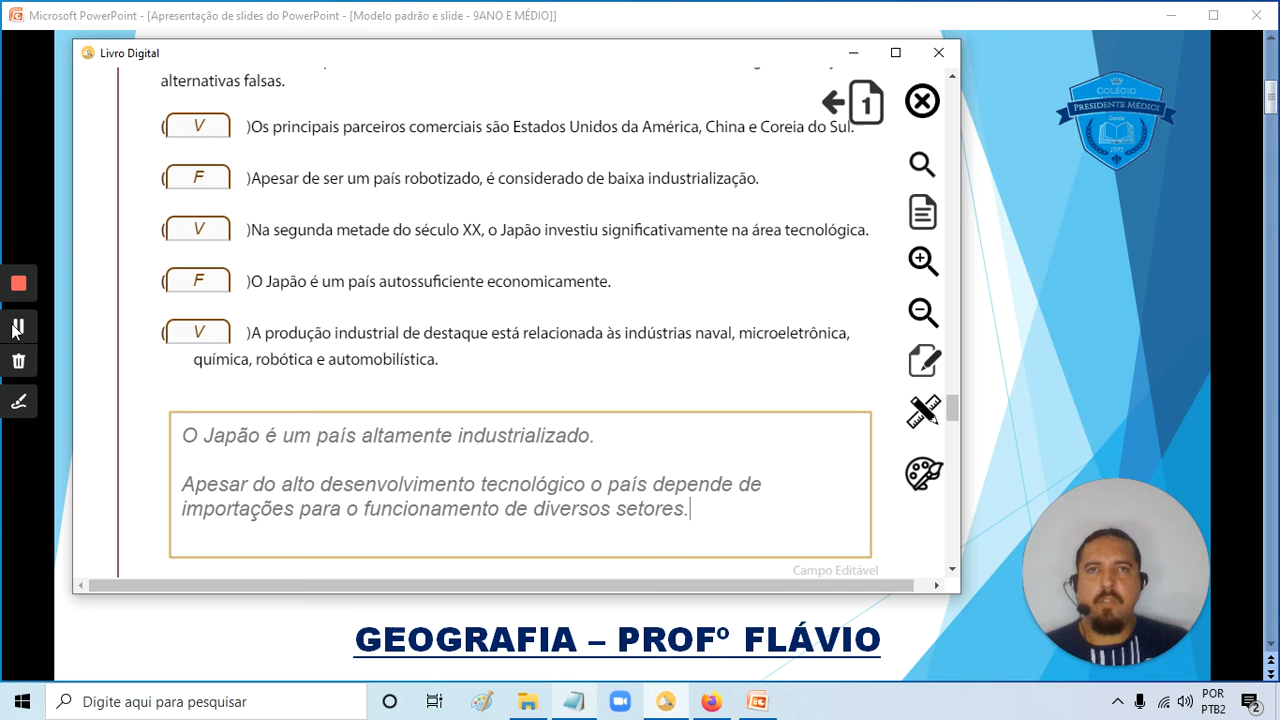 Microsoft PowerPoint - [Apresentação de slides do PowerPoint - [Modelo padrão e slide - 9ANO E MÉDIO]]
Livro Digital
alternativas falsas.
1
( V )Os principais parceiros comerciais são Estados Unidos da América, China e Coreia do Sul.
( F )Apesar de ser um país robotizado, é considerado de baixa industrialização.
( V )Na segunda metade do século XX, o Japão investiu significativamente na área tecnológica.
( F )O Japão é um país autossuficiente economicamente.
( V )A produção industrial de destaque está relacionada às indústrias naval, microeletrônica,
química, robótica e automobilística.
O Japão é um país altamente industrializado.
Apesar do alto desenvolvimento tecnológico o país depende de
importações para o funcionamento de diversos setores.
Campo Editável
COLÉGIO
PRESIDENTE MÉDICI
Desde
1971
GEOGRAFIA – PROFº FLÁVIO
Digite aqui para pesquisar
POR
PTB2
2